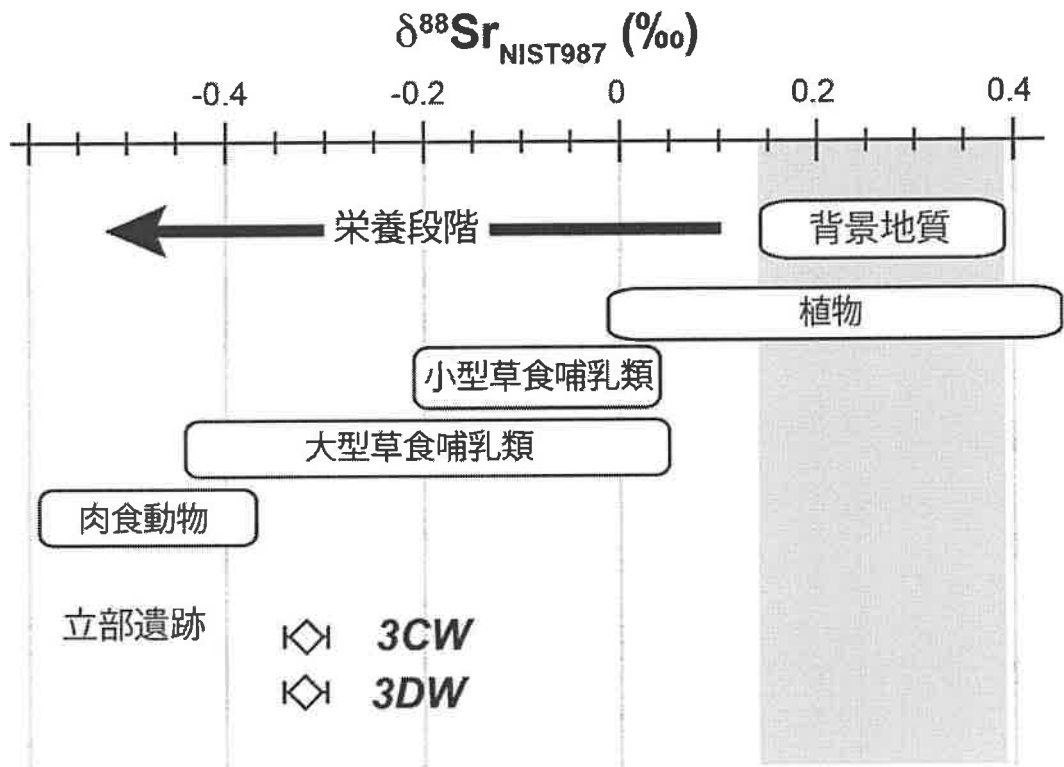 δ⁸⁸Sr NIST987 (‰)
-0.4 -0.2 0 0.2 0.4
栄養段階 背景地質
植物
小型草食哺乳類
大型草食哺乳類
肉食動物
立部遺跡
3CW
3DW